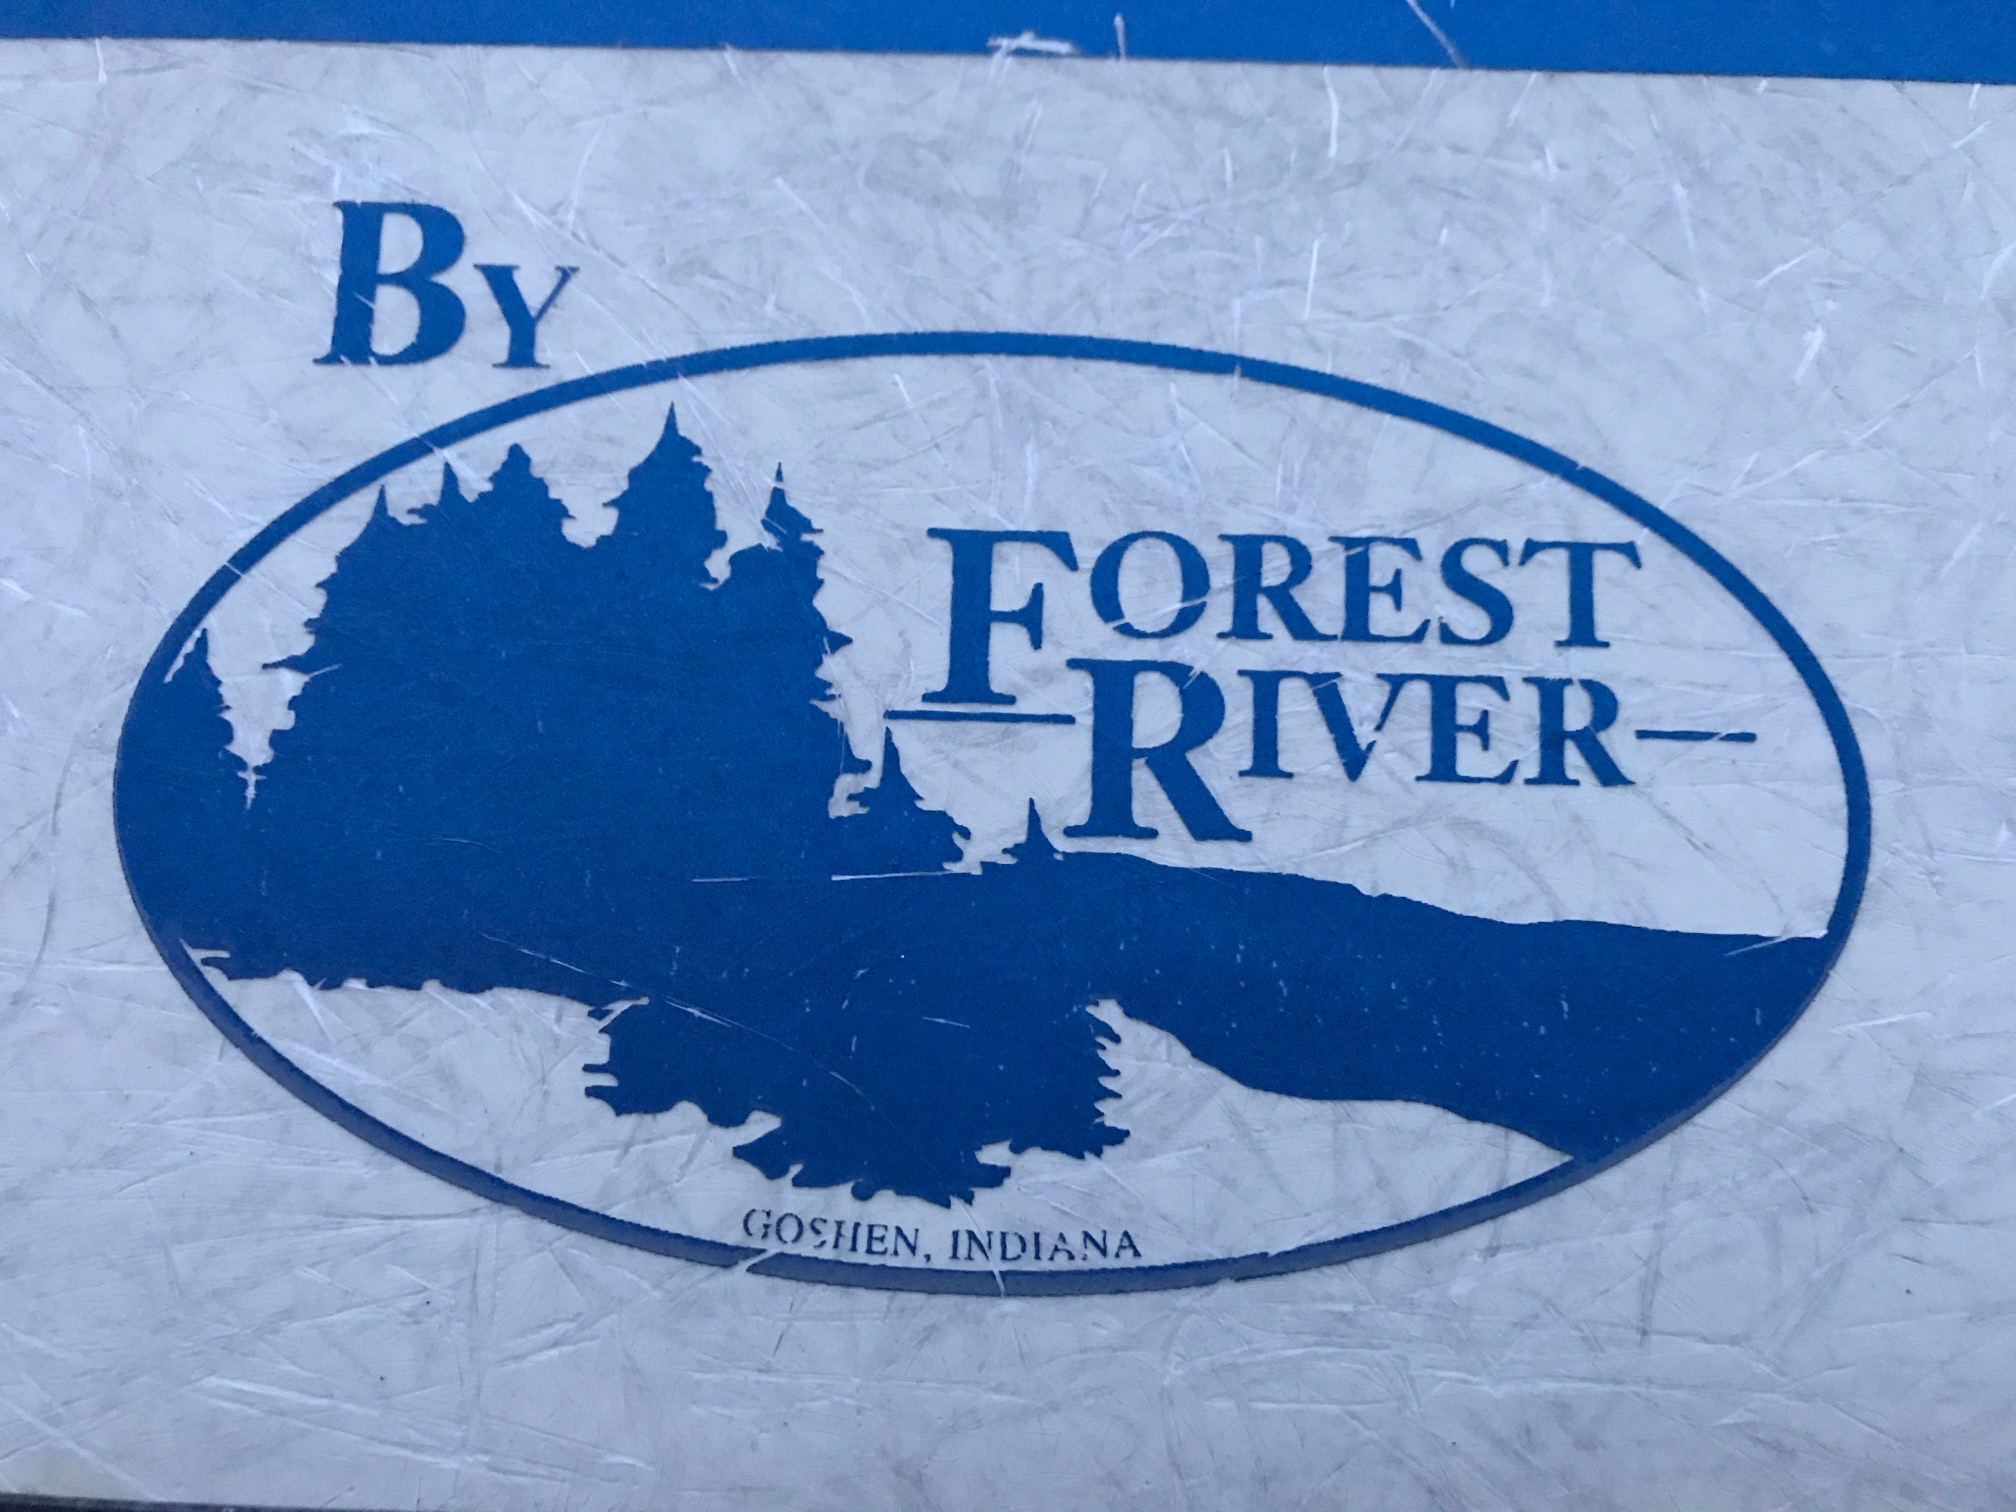 BY
FOREST
RIVER
GOSHEN, INDIANA